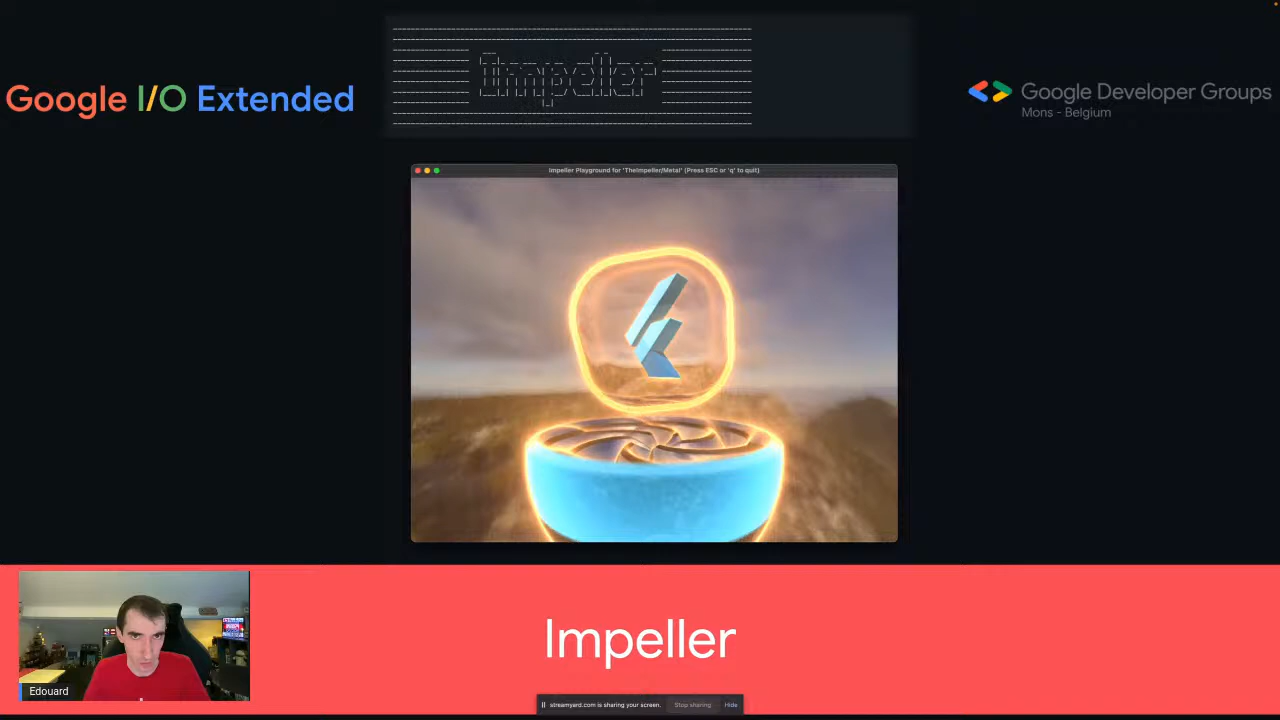 Impeller
Google I/O Extended
Google Developer Groups
Mons - Belgium
Impeller Playground for 'TheImpeller/Metal' (Press ESC or 'q' to quit)
Impeller
Edouard
streamyard.com is sharing your screen. Stop sharing Hide